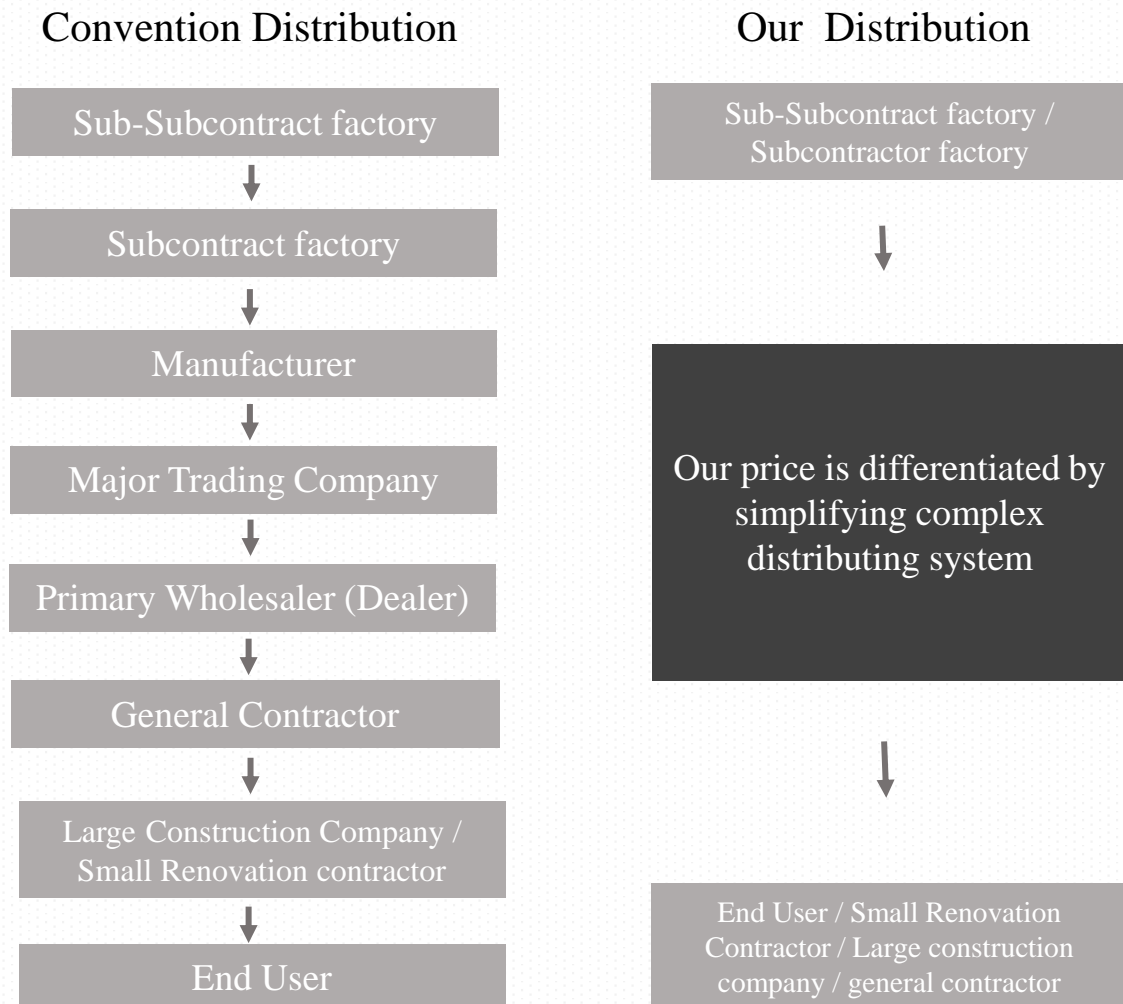 Convention Distribution
Sub-Subcontract factory
Subcontract factory
Manufacturer
Major Trading Company
Primary Wholesaler (Dealer)
General Contractor
Large Construction Company /
Small Renovation contractor
End User
Our Distribution
Sub-Subcontract factory /
Subcontractor factory
Our price is differentiated by
simplifying complex
distributing system
End User / Small Renovation
Contractor / Large construction
company / general contractor